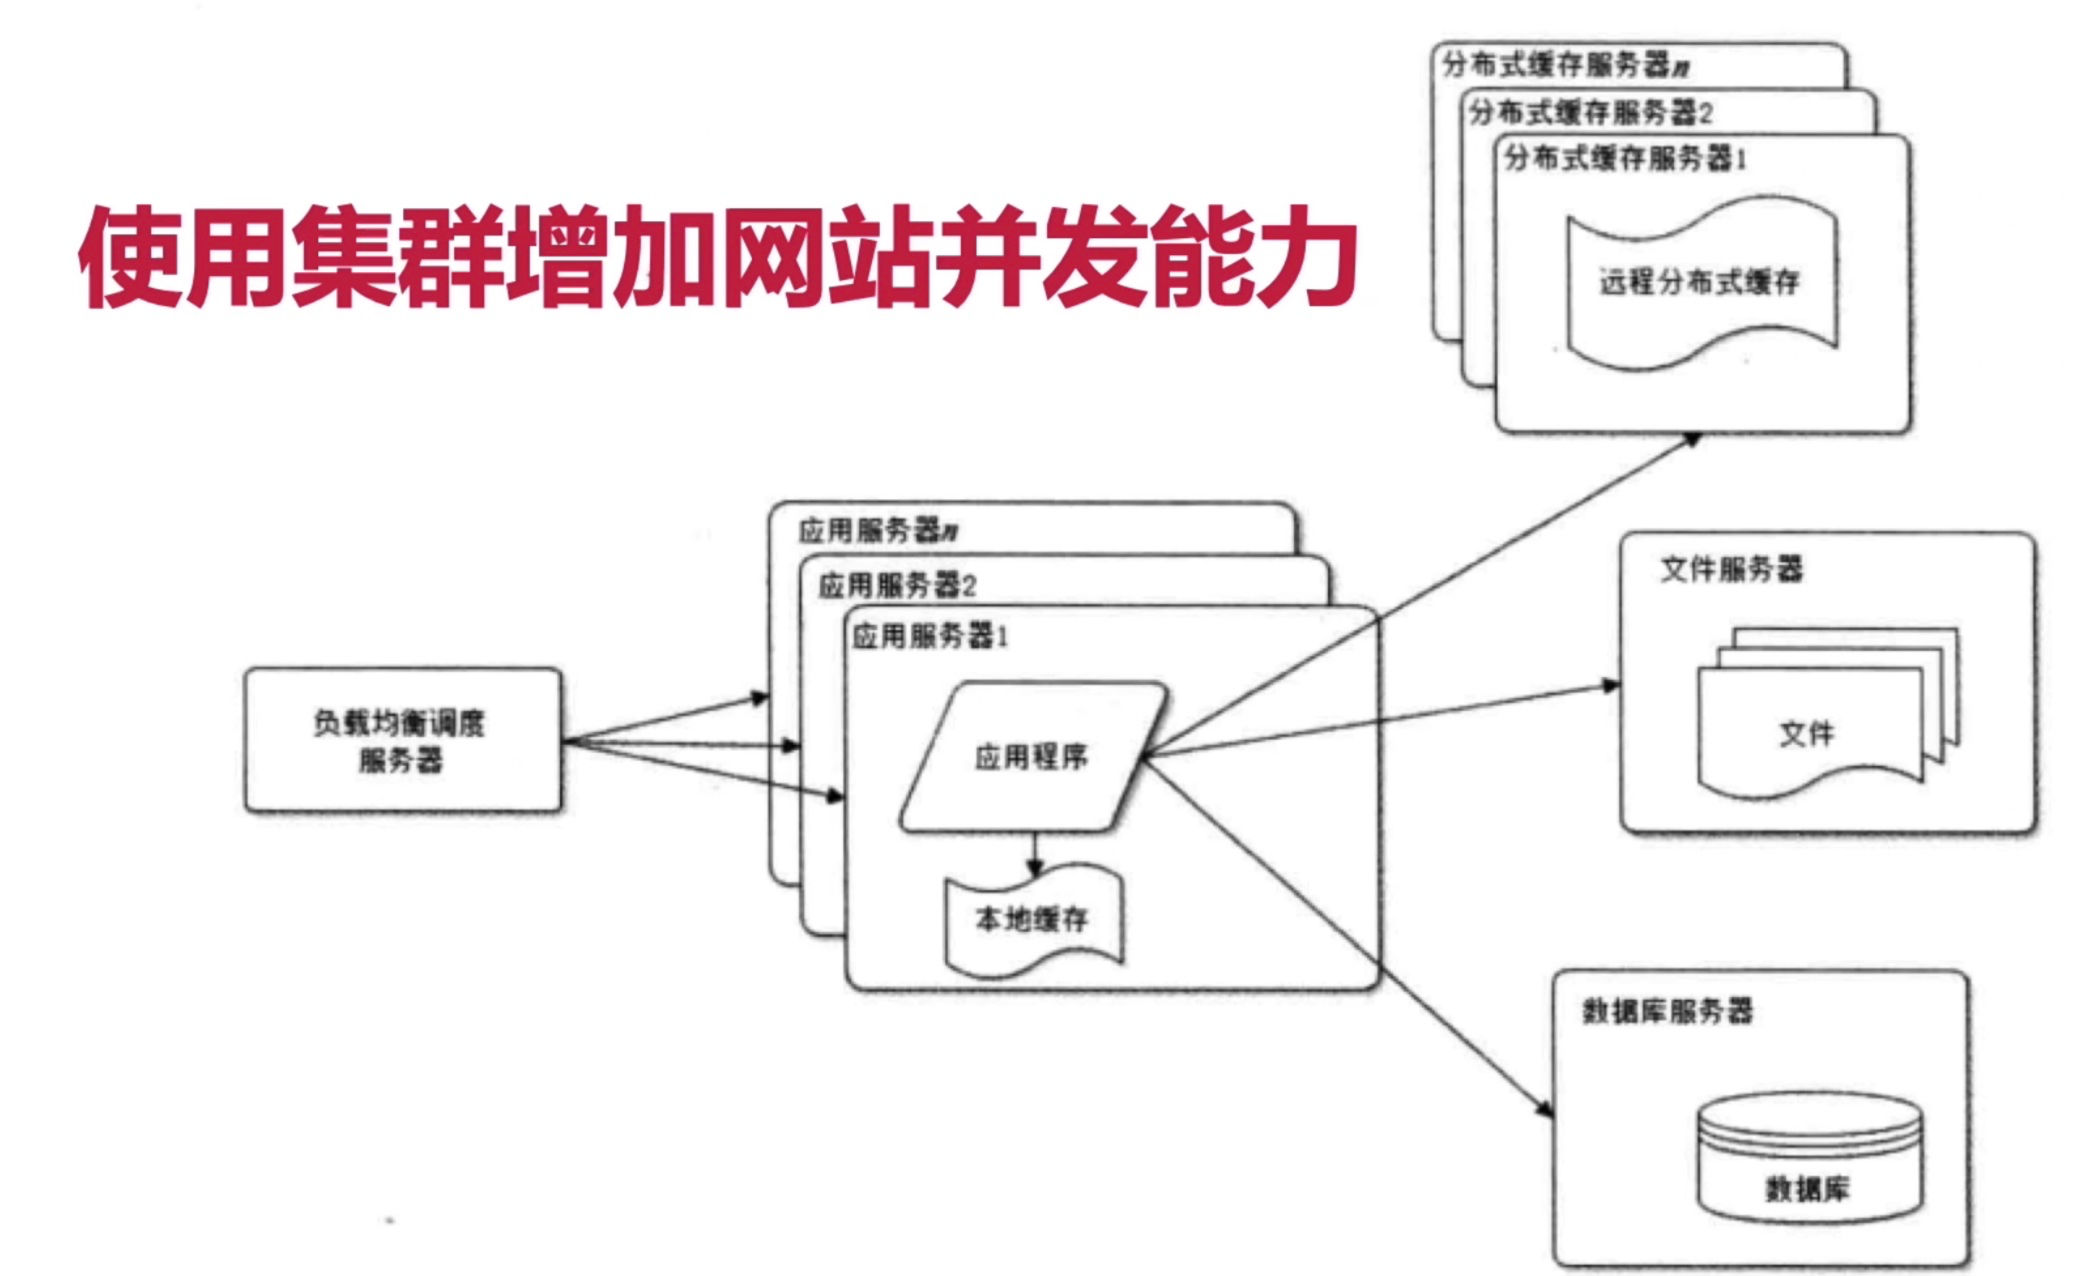 使用集群增加网站并发能力
分布式缓存服务器n
分布式缓存服务器2
分布式缓存服务器1
远程分布式缓存
应用服务器n
应用服务器2
应用服务器1
应用程序
本地缓存
负载均衡调度
服务器
文件服务器
文件
数据库服务器
数据库